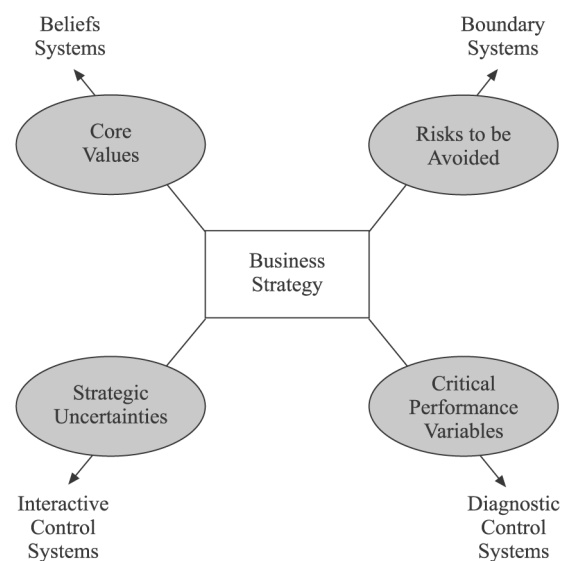 Beliefs
Systems
Boundary
Systems
Core
Values
Risks to be
Avoided
Business
Strategy
Strategic
Uncertainties
Critical
Performance
Variables
Interactive
Control
Systems
Diagnostic
Control
Systems